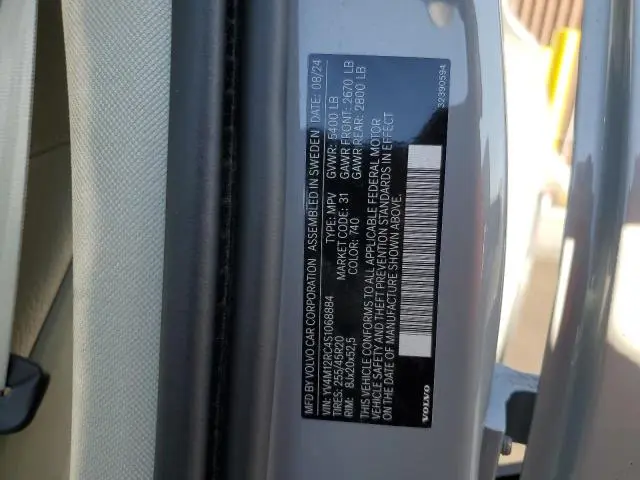 MFD BY VOLVO CAR CORPORATION ASSEMBLED IN SWEDEN DATE: 08/24
VIN: YV4M12RC4S1068884 TYPE: MPV GVWR: 5400 LB
TIRES: 255/45R20 MARKET CODE: 31 GAWR FRONT: 2670 LB
RIM: 8Jx20x52,5 COLOR: 740 GAWR REAR: 2800 LB
THIS VEHICLE CONFORMS TO ALL APPLICABLE FEDERAL MOTOR
VEHICLE SAFETY AND THEFT PREVENTION STANDARDS IN EFFECT
ON THE DATE OF MANUFACTURE SHOWN ABOVE.
VOLVO 32390594